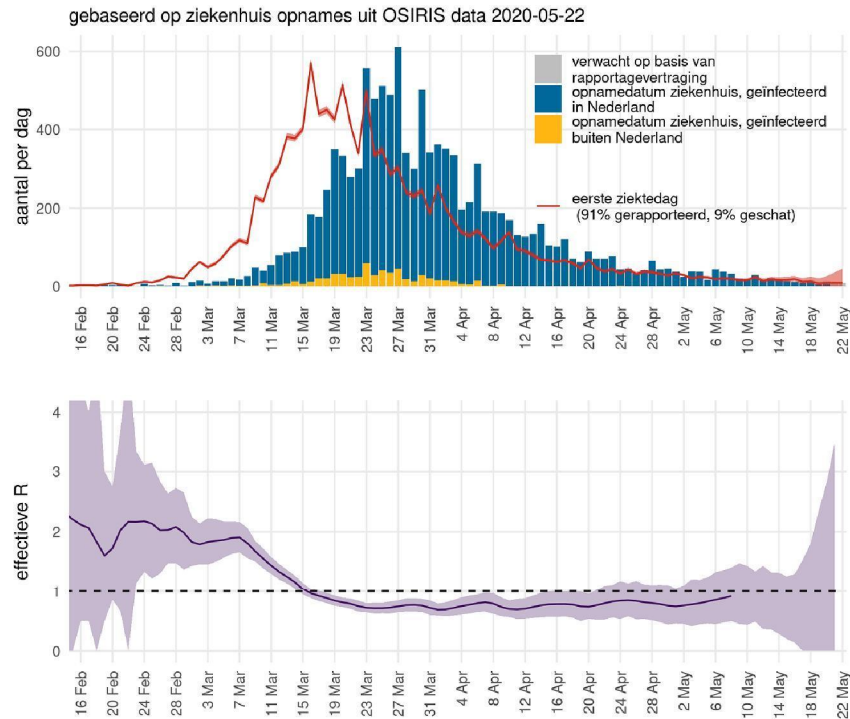 gebaseerd op ziekenhuis opnames uit OSIRIS data 2020-05-22
600
400
200
0
aantal per dag
verwacht op basis van
rapportagevertraging
opnamedatum ziekenhuis, geïnfecteerd
in Nederland
opnamedatum ziekenhuis, geïnfecteerd
buiten Nederland
eerste ziektedag
(91% gerapporteerd, 9% geschat)
16 Feb
20 Feb
24 Feb
28 Feb
3 Mar
7 Mar
11 Mar
15 Mar
19 Mar
23 Mar
27 Mar
31 Mar
4 Apr
8 Apr
12 Apr
16 Apr
20 Apr
24 Apr
28 Apr
2 May
6 May
10 May
14 May
18 May
22 May
4
3
2
1
0
effectieve R
16 Feb
20 Feb
24 Feb
28 Feb
3 Mar
7 Mar
11 Mar
15 Mar
19 Mar
23 Mar
27 Mar
31 Mar
4 Apr
8 Apr
12 Apr
16 Apr
20 Apr
24 Apr
28 Apr
2 May
6 May
10 May
14 May
18 May
22 May